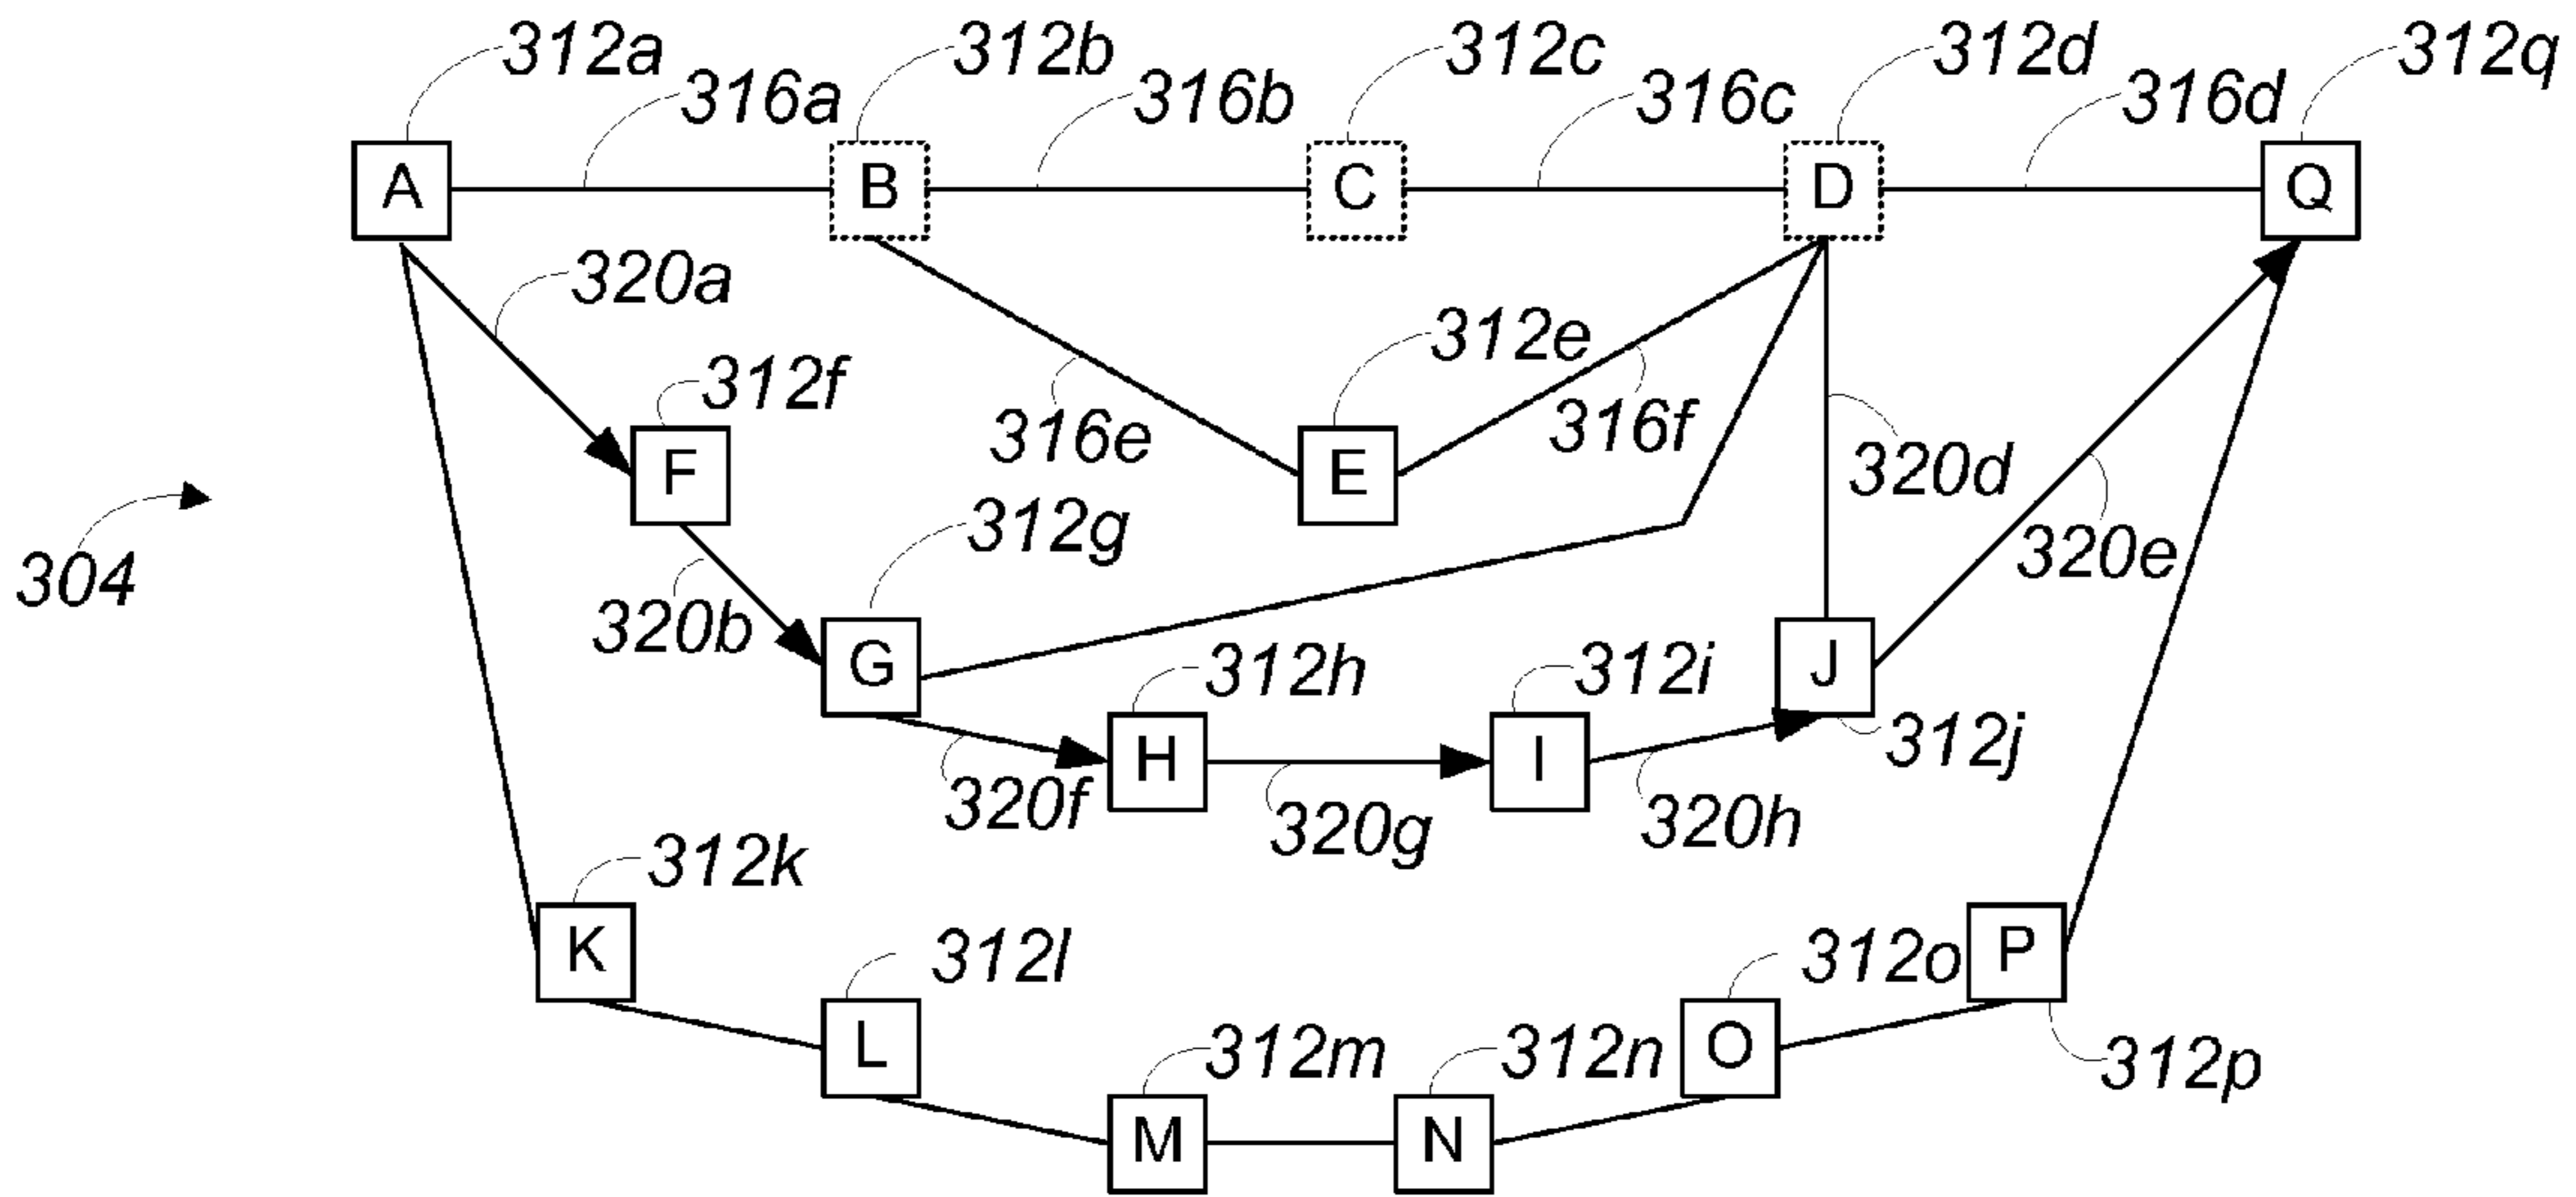 312a 312b 312c 312d 312q
316a 316b 316c 316d
A B C D Q
320a
312e
312f
316e 316f
F E 320d
312g
304 320e
320b
G 312h 312i J
312j
H I
320f 320g 320h
312k
K 312l 312o P
L 312m 312n O
312p
M N